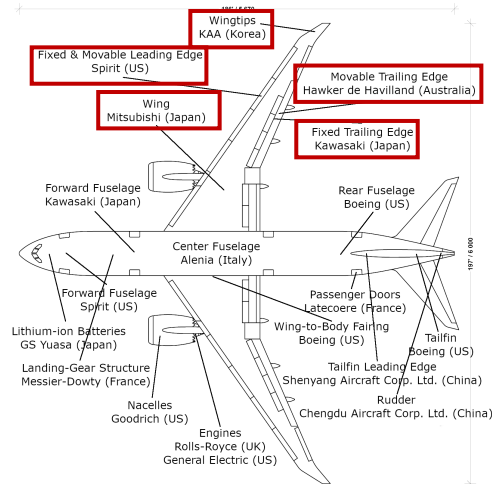 Wingtips
KAA (Korea)
Fixed & Movable Leading Edge
Spirit (US)
Movable Trailing Edge
Hawker de Havilland (Australia)
Wing
Mitsubishi (Japan)
Fixed Trailing Edge
Kawasaki (Japan)
Forward Fuselage
Kawasaki (Japan)
Rear Fuselage
Boeing (US)
Center Fuselage
Alenia (Italy)
197' / 6 000
Forward Fuselage
Spirit (US)
Passenger Doors
Latecoere (France)
Lithium-ion Batteries
GS Yuasa (Japan)
Wing-to-Body Fairing
Boeing (US)
Tailfin
Boeing (US)
Landing-Gear Structure
Messier-Dowty (France)
Tailfin Leading Edge
Shenyang Aircraft Corp. Ltd. (China)
Nacelles
Goodrich (US)
Rudder
Chengdu Aircraft Corp. Ltd. (China)
Engines
Rolls-Royce (UK)
General Electric (US)